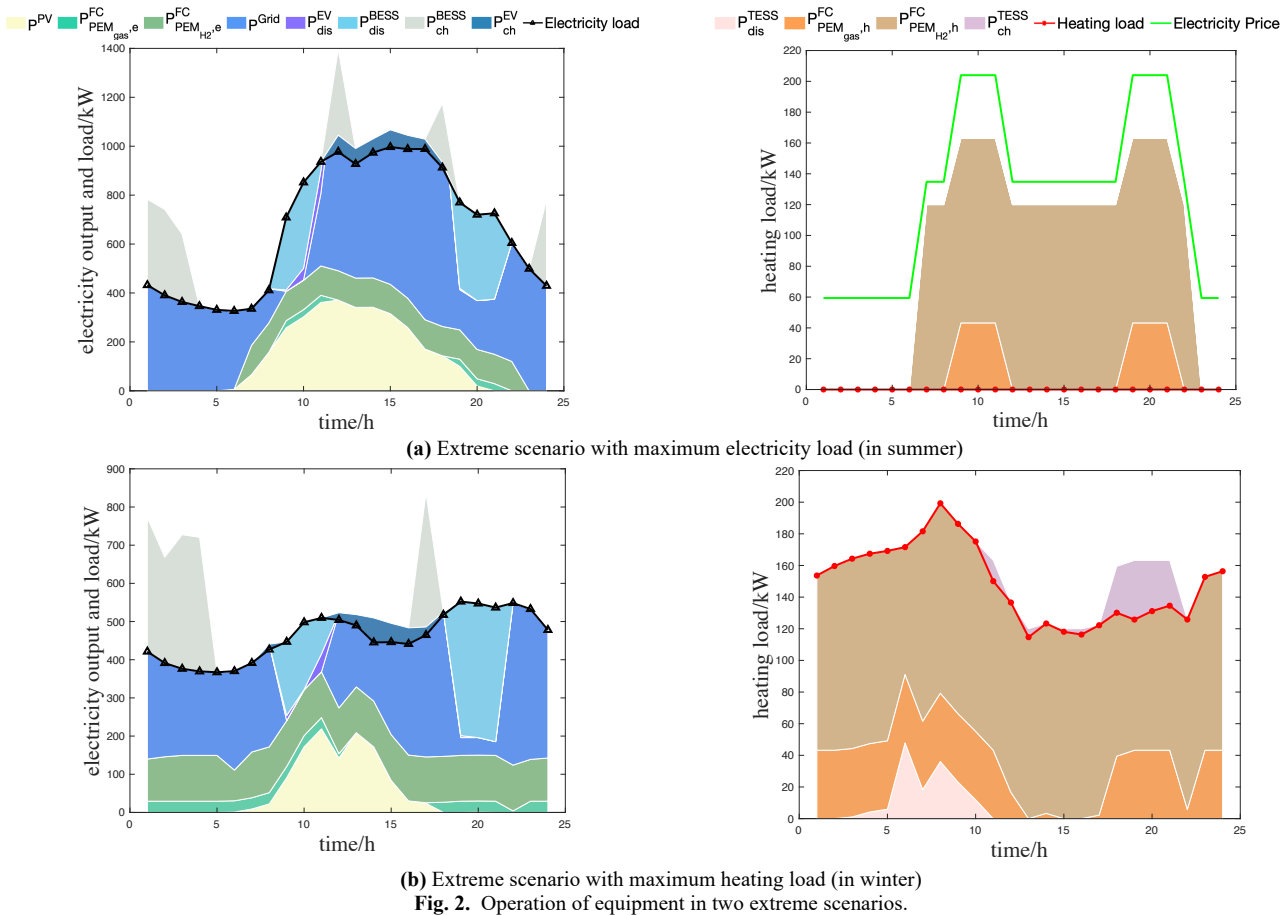 P^PV P^FC_PEM_gas,e P^FC_PEM_H2,e P^Grid P^EV_dis P^BESS_dis P^BESS_ch P^EV_ch Electricity load
P^TESS_dis P^FC_PEM_gas,h P^FC_PEM_H2,h P^TESS_ch Heating load Electricity Price
electricity output and load/kW
1400
1200
1000
800
600
400
200
0
0 5 10 15 20 25
time/h
heating load/kW
220
200
180
160
140
120
100
80
60
40
20
0
0 5 10 15 20 25
time/h
(a) Extreme scenario with maximum electricity load (in summer)
electricity output and load/kW
900
800
700
600
500
400
300
200
100
0
0 5 10 15 20 25
time/h
heating load/kW
220
200
180
160
140
120
100
80
60
40
20
0
0 5 10 15 20 25
time/h
(b) Extreme scenario with maximum heating load (in winter)
Fig. 2. Operation of equipment in two extreme scenarios.